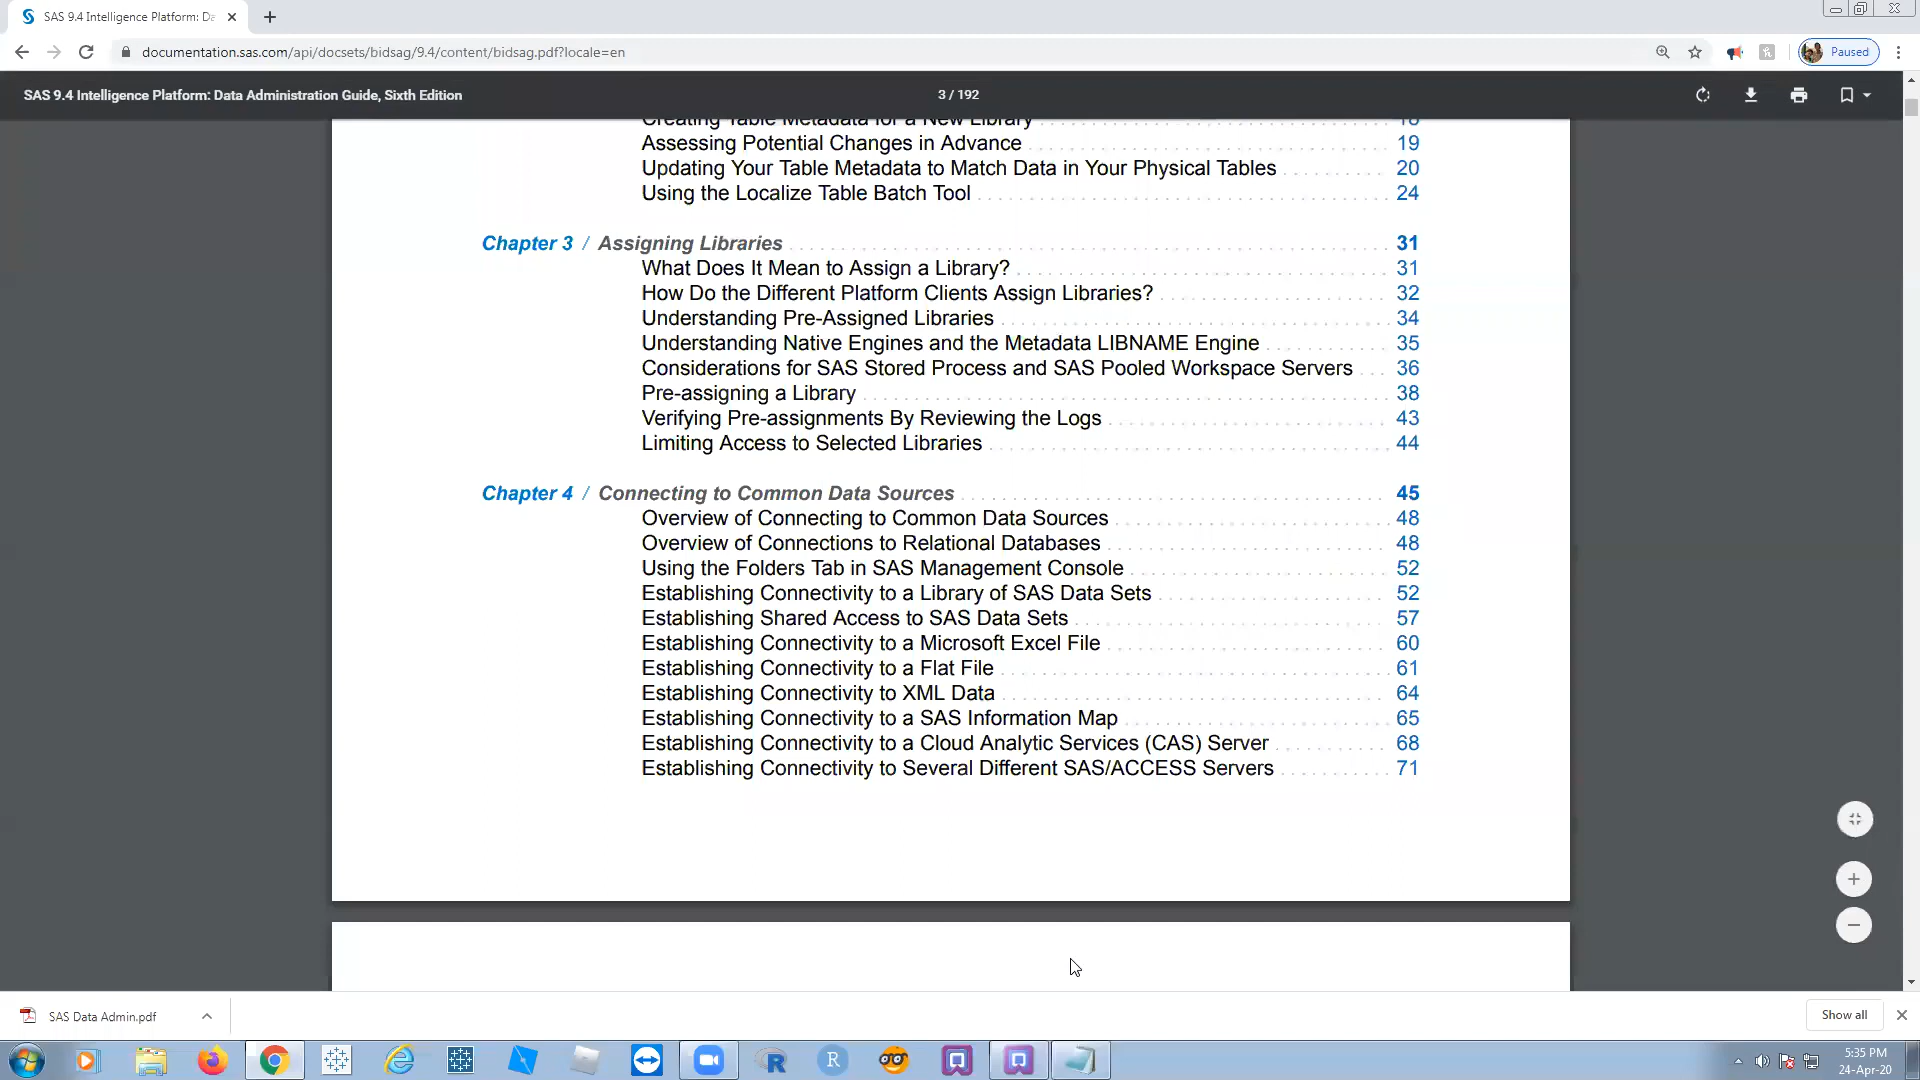 SAS 9.4 Intelligence Platform: Da
documentation.sas.com/api/docsets/bidsag/9.4/content/bidsag.pdf?locale=en
Paused
SAS 9.4 Intelligence Platform: Data Administration Guide, Sixth Edition
3 / 192
Creating Table Metadata for a New Library 18
Assessing Potential Changes in Advance 19
Updating Your Table Metadata to Match Data in Your Physical Tables 20
Using the Localize Table Batch Tool 24
Chapter 3 / Assigning Libraries 31
What Does It Mean to Assign a Library? 31
How Do the Different Platform Clients Assign Libraries? 32
Understanding Pre-Assigned Libraries 34
Understanding Native Engines and the Metadata LIBNAME Engine 35
Considerations for SAS Stored Process and SAS Pooled Workspace Servers 36
Pre-assigning a Library 38
Verifying Pre-assignments By Reviewing the Logs 43
Limiting Access to Selected Libraries 44
Chapter 4 / Connecting to Common Data Sources 45
Overview of Connecting to Common Data Sources 48
Overview of Connections to Relational Databases 48
Using the Folders Tab in SAS Management Console 52
Establishing Connectivity to a Library of SAS Data Sets 52
Establishing Shared Access to SAS Data Sets 57
Establishing Connectivity to a Microsoft Excel File 60
Establishing Connectivity to a Flat File 61
Establishing Connectivity to XML Data 64
Establishing Connectivity to a SAS Information Map 65
Establishing Connectivity to a Cloud Analytic Services (CAS) Server 68
Establishing Connectivity to Several Different SAS/ACCESS Servers 71
SAS Data Admin.pdf
Show all
R
R
5:35 PM
24-Apr-20